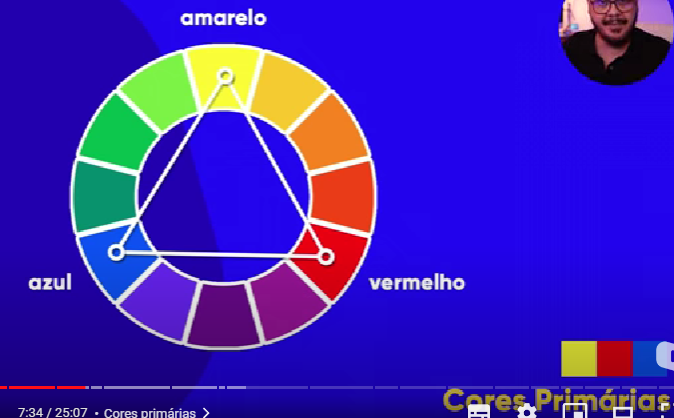 amarelo
azul
vermelho
Cores Primárias
7:34 / 25:07 • Cores primárias >